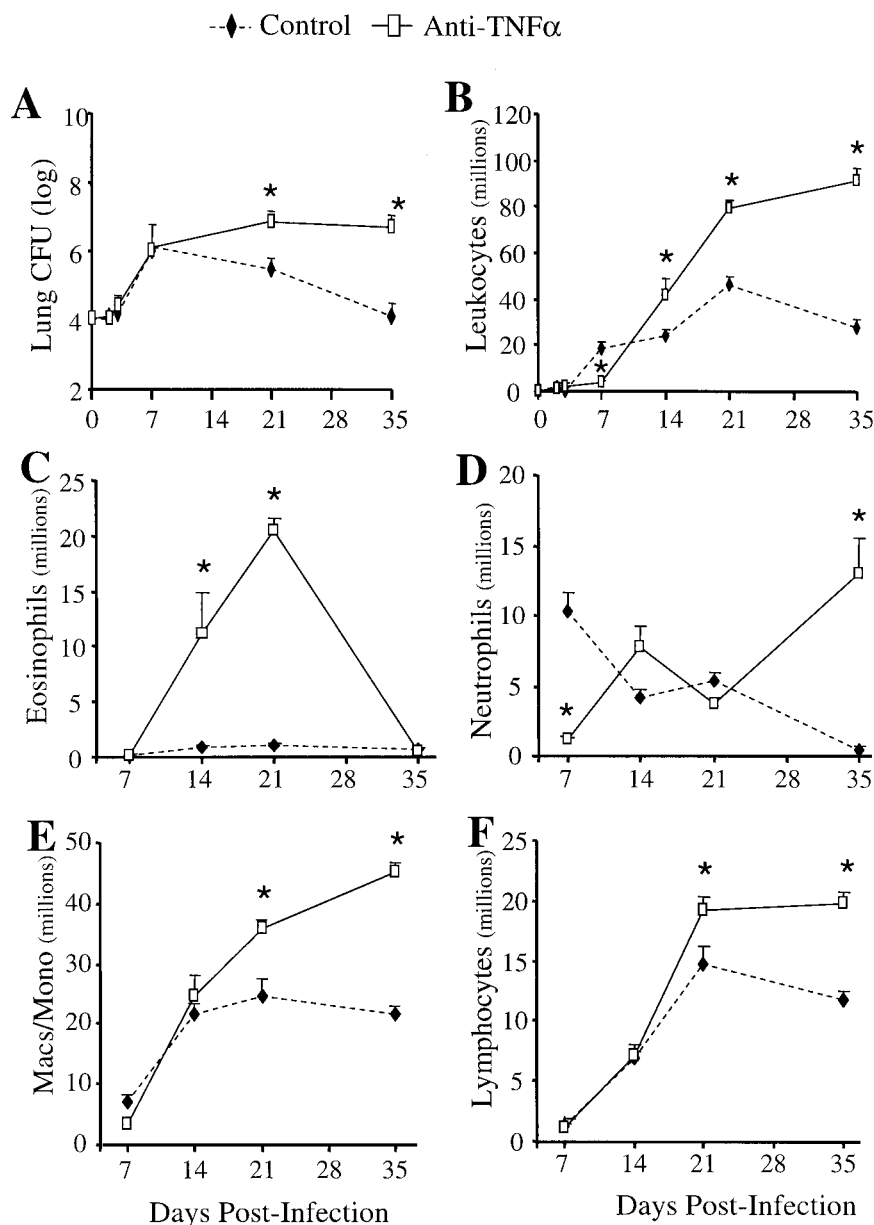 Control Anti-TNFα
A
Lung CFU (log)
10
8
6
4
2
* *
0 7 14 21 28 35
B
Leukocytes (millions)
120
100
80
60
40
20
0
* * * *
0 7 14 21 28 35
C
Eosinophils (millions)
25
20
15
10
5
0
* *
7 14 21 28 35
D
Neutrophils (millions)
20
15
10
5
0
* *
7 14 21 28 35
E
Macs/Mono (millions)
50
40
30
20
10
0
* *
7 14 21 28 35
Days Post-Infection
F
Lymphocytes (millions)
25
20
15
10
5
0
* *
7 14 21 28 35
Days Post-Infection